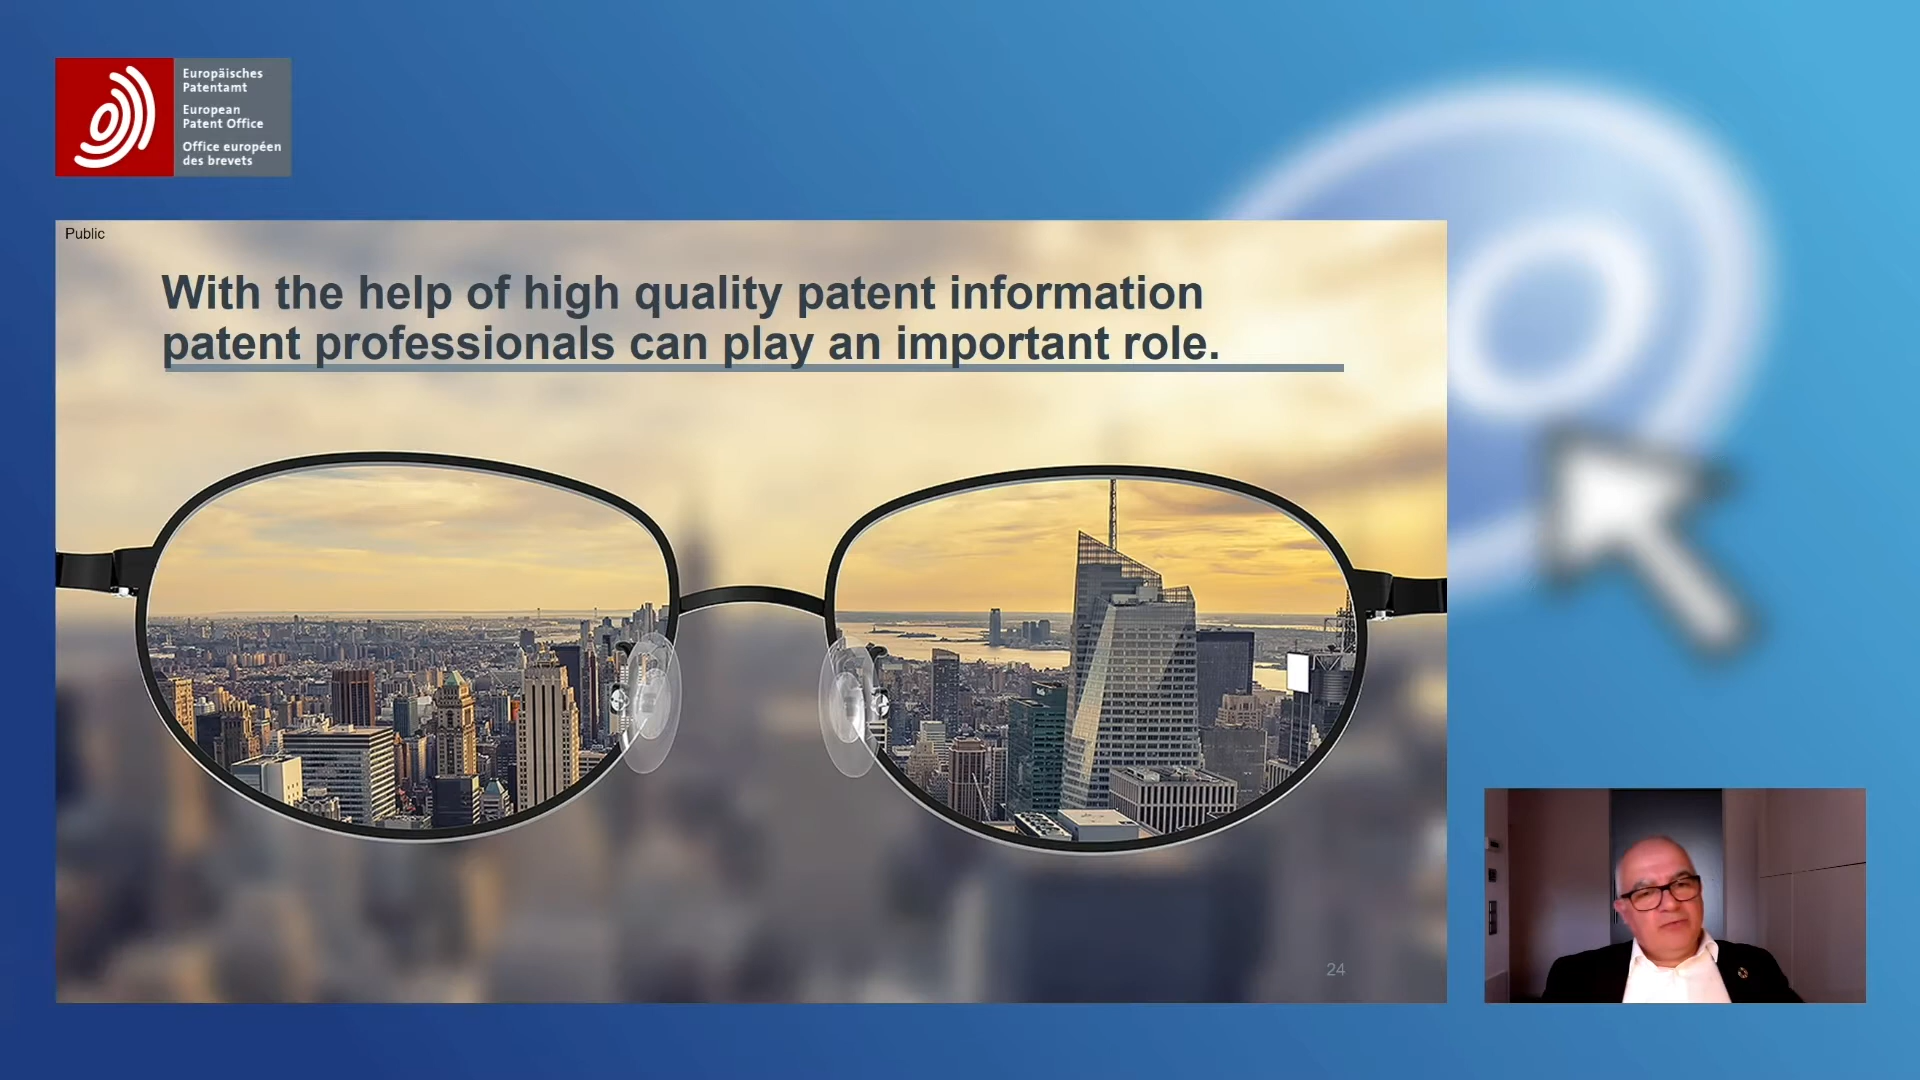 Europäisches
Patentamt
European
Patent Office
Office européen
des brevets
Public
With the help of high quality patent information
patent professionals can play an important role.
24